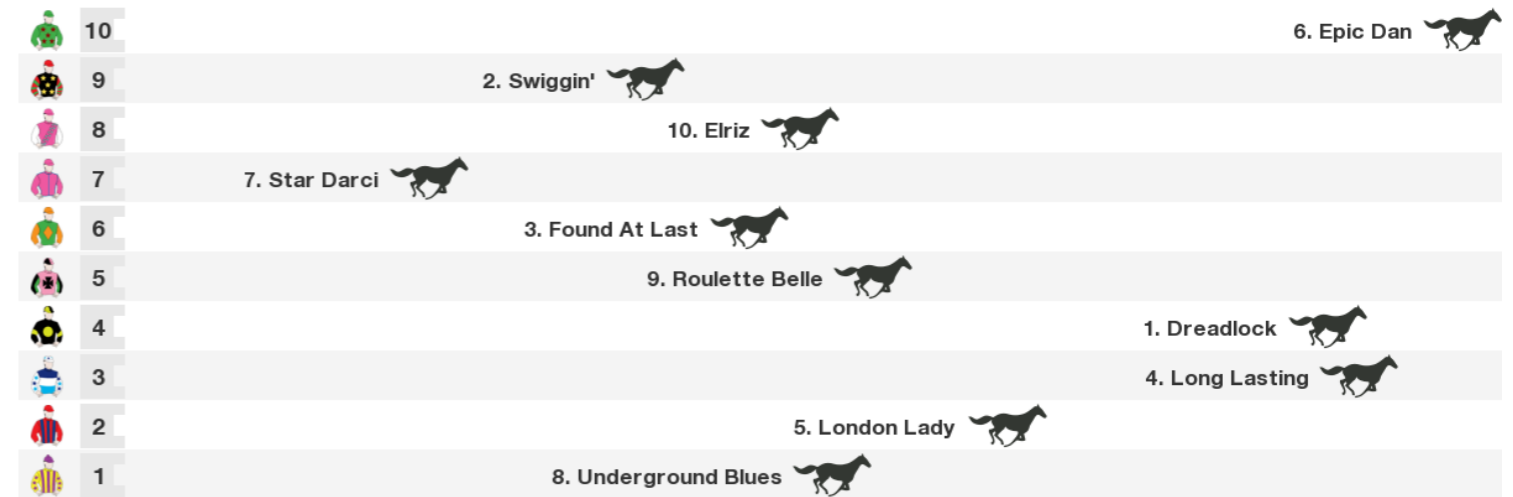 10 6. Epic Dan
9 2. Swiggin'
8 10. Elriz
7 7. Star Darci
6 3. Found At Last
5 9. Roulette Belle
4 1. Dreadlock
3 4. Long Lasting
2 5. London Lady
1 8. Underground Blues